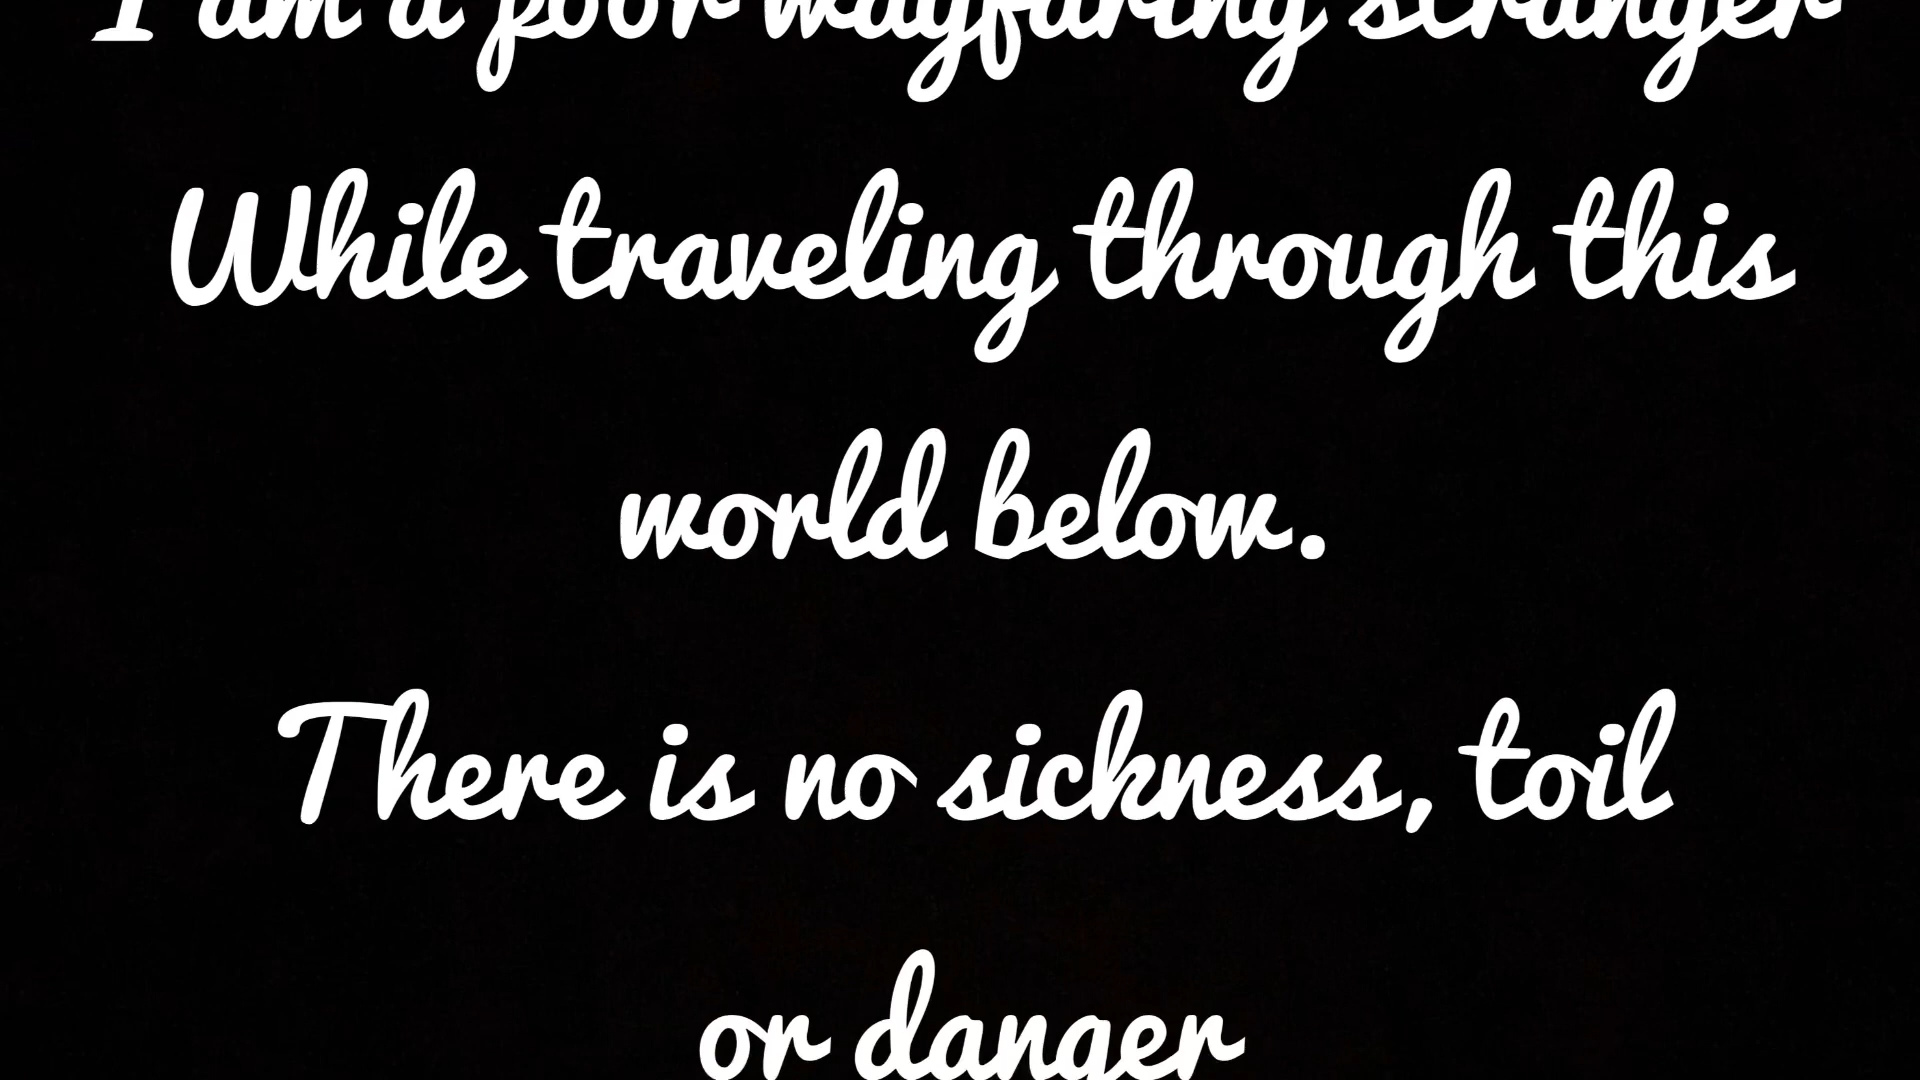 I am a poor wayfaring stranger
While traveling through this
world below.
There is no sickness, toil
or danger